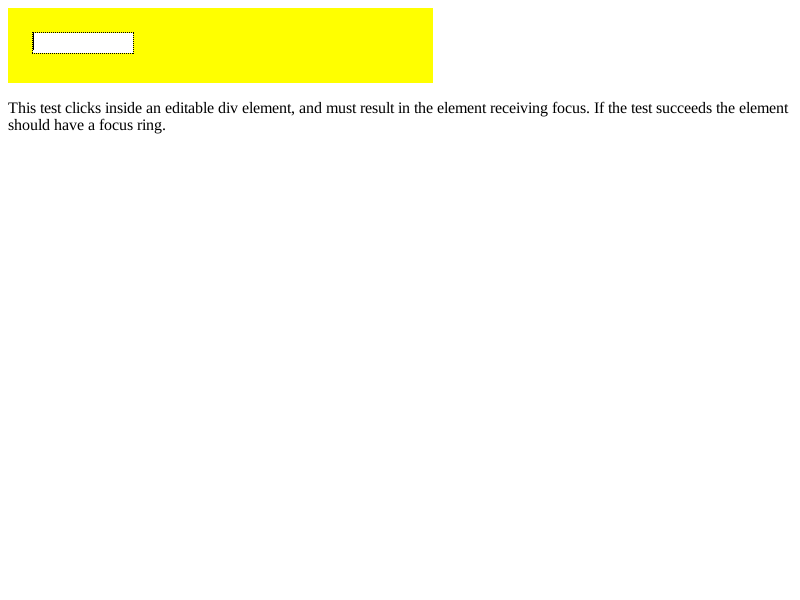 This test clicks inside an editable div element, and must result in the element receiving focus. If the test succeeds the element
should have a focus ring.